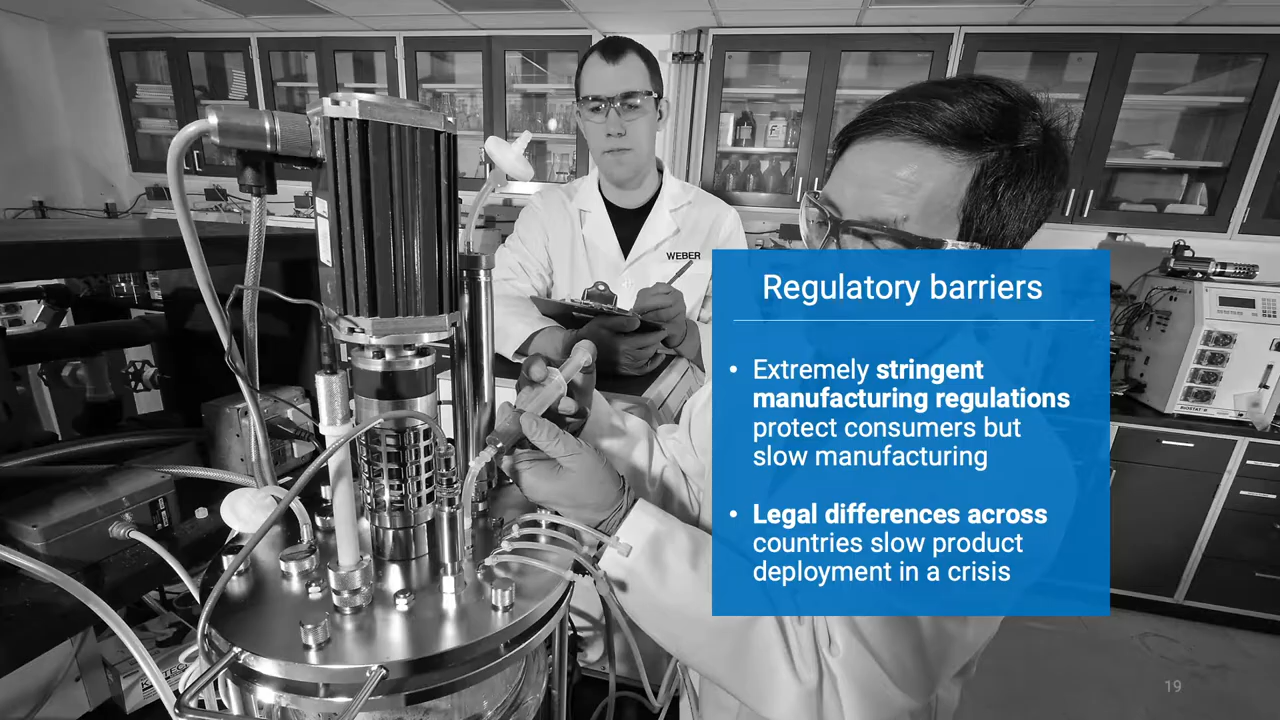 WEBER
Regulatory barriers
• Extremely stringent
manufacturing regulations
protect consumers but
slow manufacturing
• Legal differences across
countries slow product
deployment in a crisis
BIOSTAT B
19